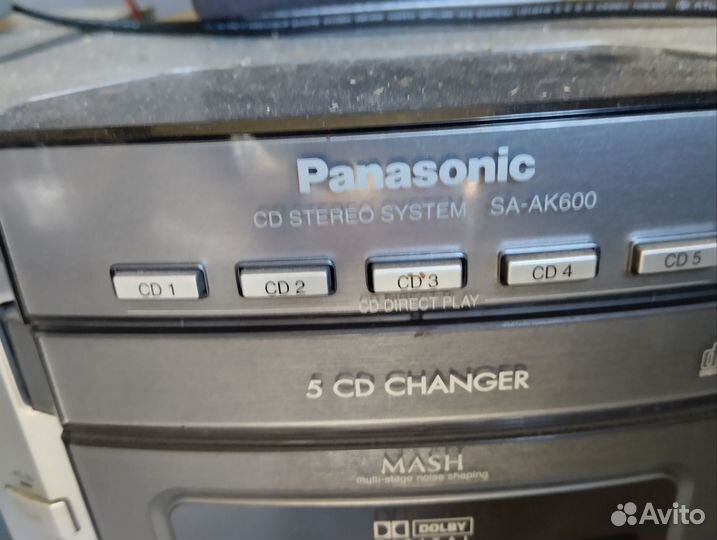 Panasonic
CD STEREO SYSTEM SA-AK600
CD 1 CD 2 CD 3 CD 4 CD 5
CD DIRECT PLAY
5 CD CHANGER
MASH
multi-stage noise shaping
DOLBY
DIGITAL
Avito